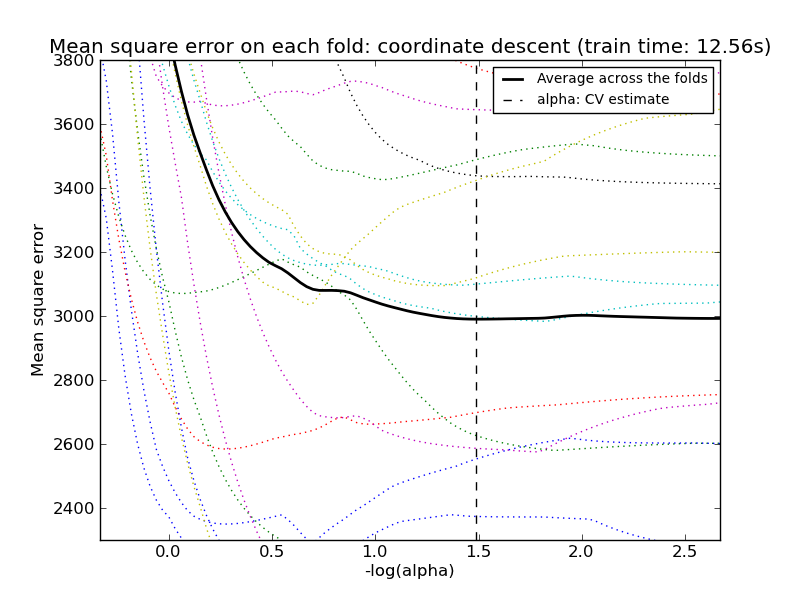 Mean square error on each fold: coordinate descent (train time: 12.56s)
Average across the folds
alpha: CV estimate
Mean square error
3800
3600
3400
3200
3000
2800
2600
2400
0.0 0.5 1.0 1.5 2.0 2.5
-log(alpha)